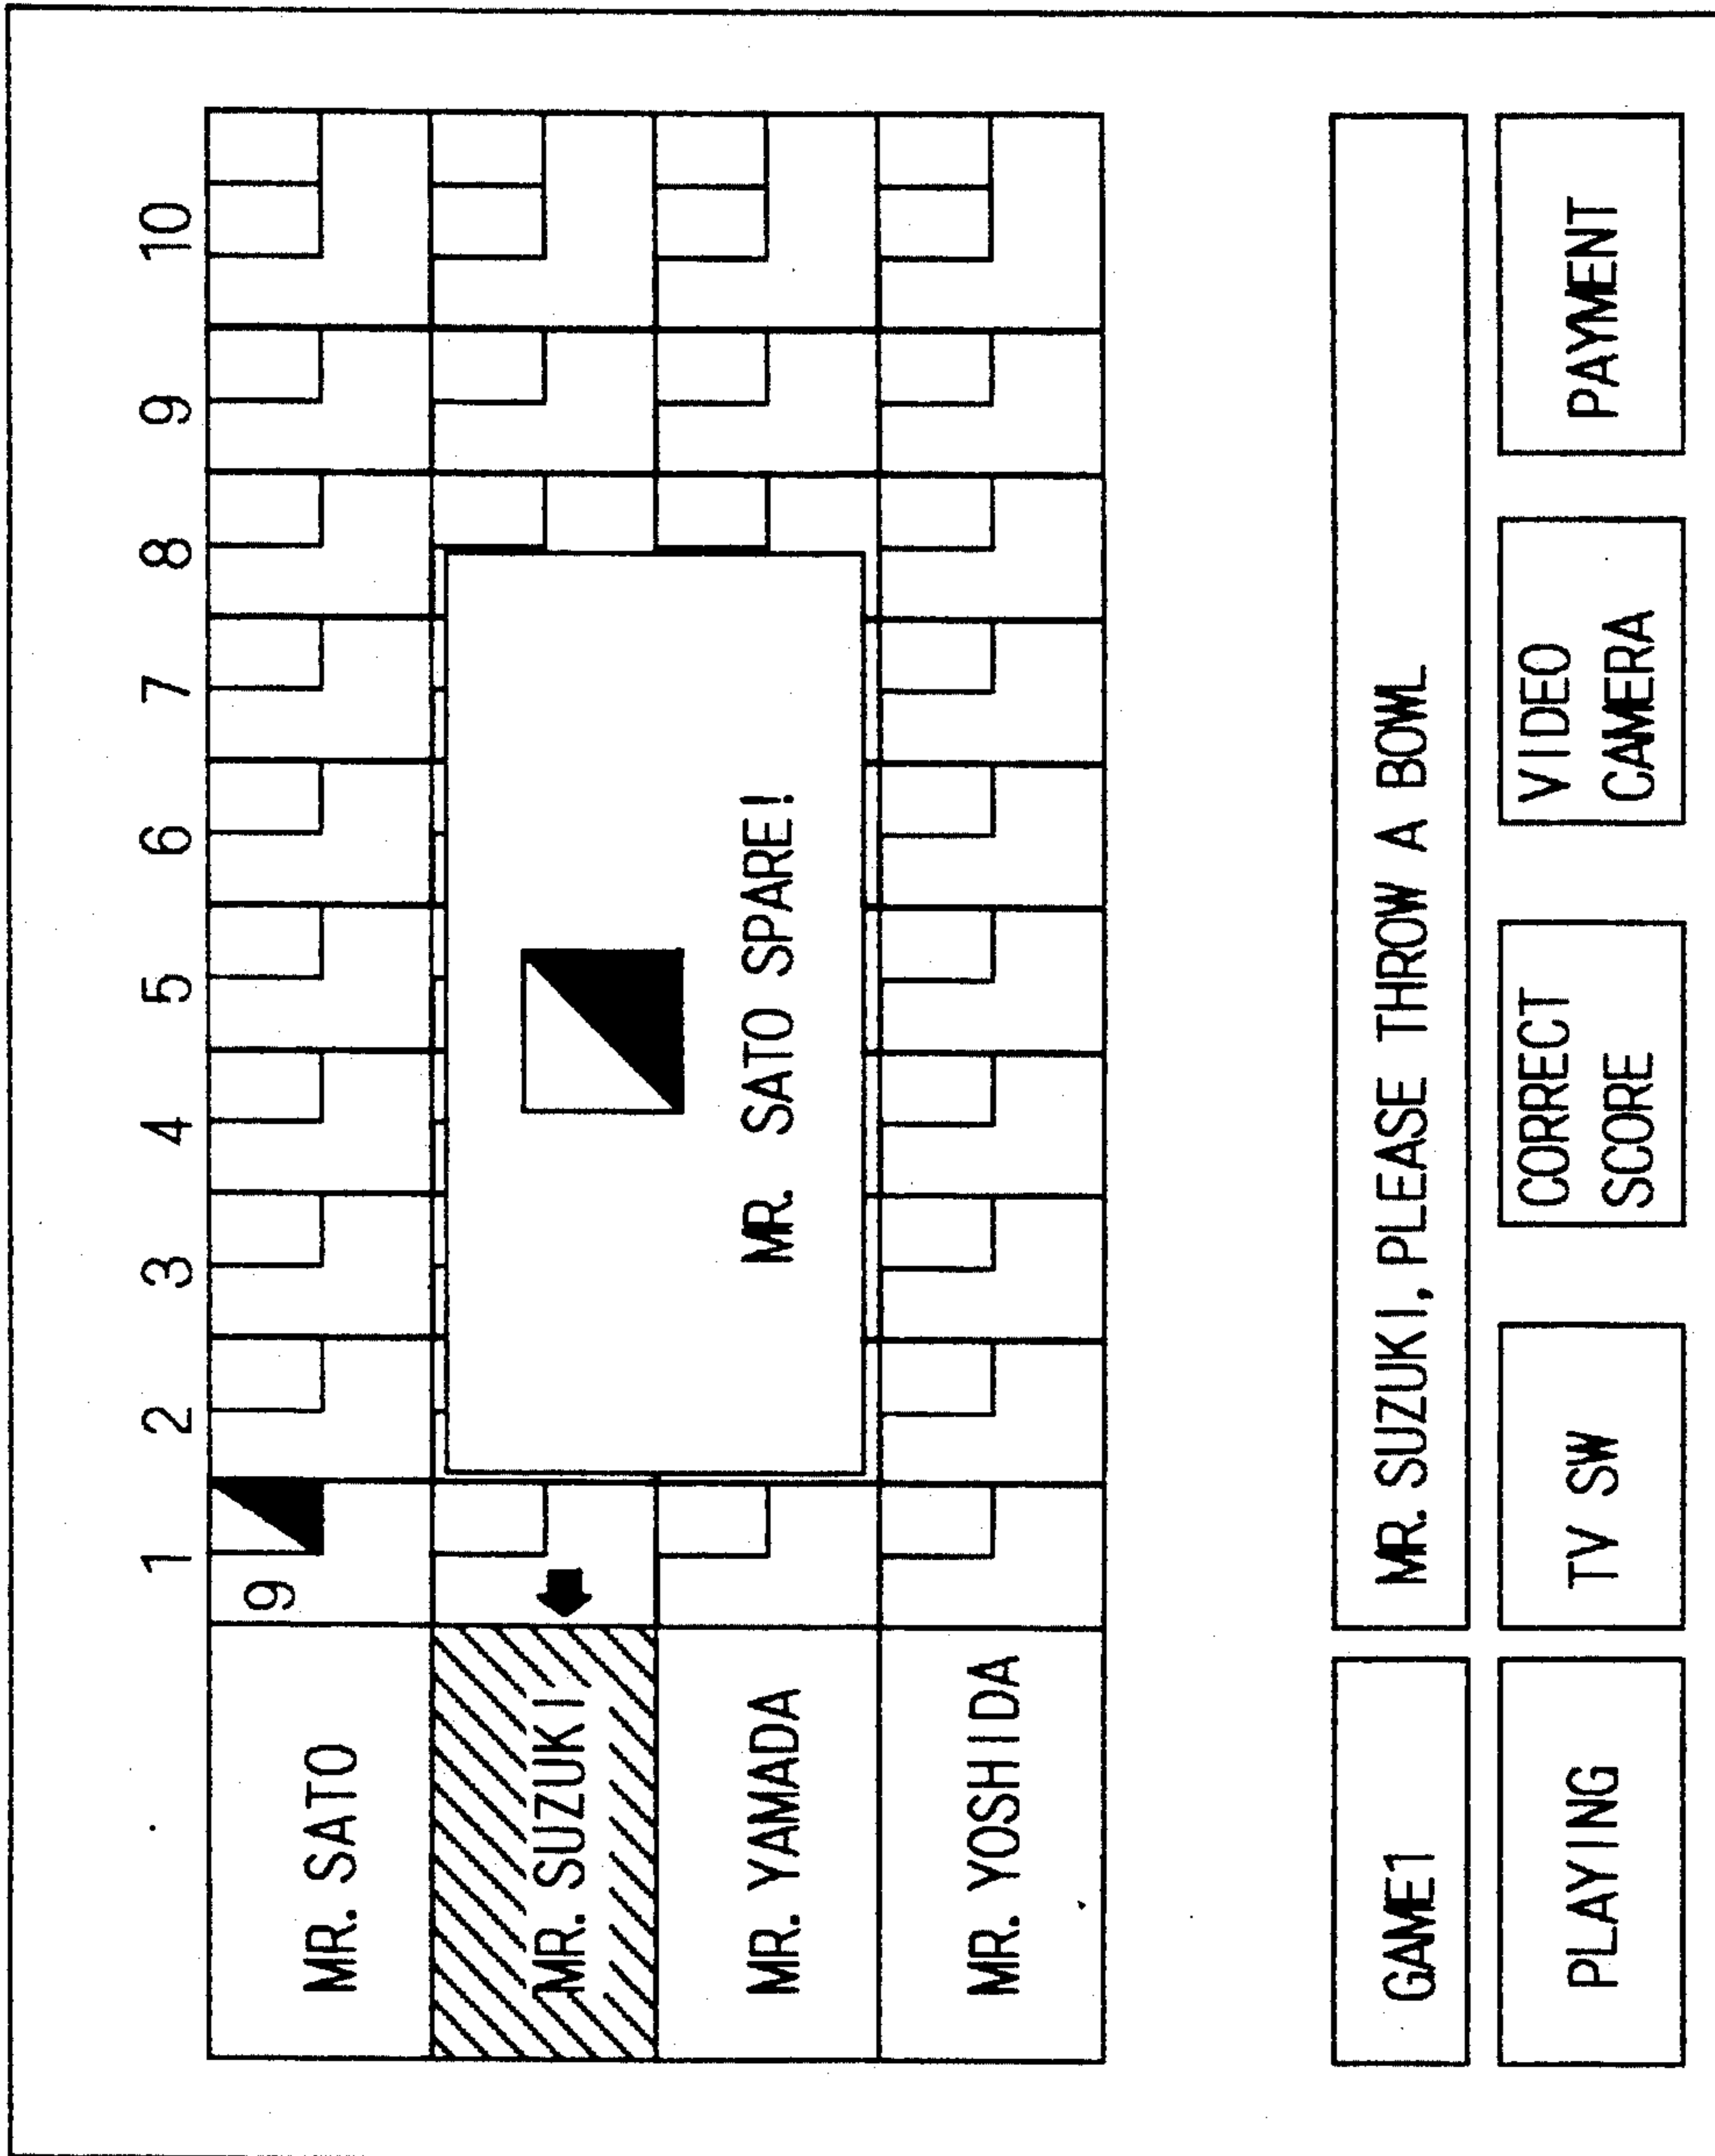 1 2 3 4 5 6 7 8 9 10
MR. SATO 9
MR. SUZUKI
MR. YAMADA
MR. YOSHIDA
MR. SATO SPARE!
GAME1 MR. SUZUKI, PLEASE THROW A BOWL
PLAYING
TV SW
CORRECT
SCORE
VIDEO
CAMERA
PAYMENT